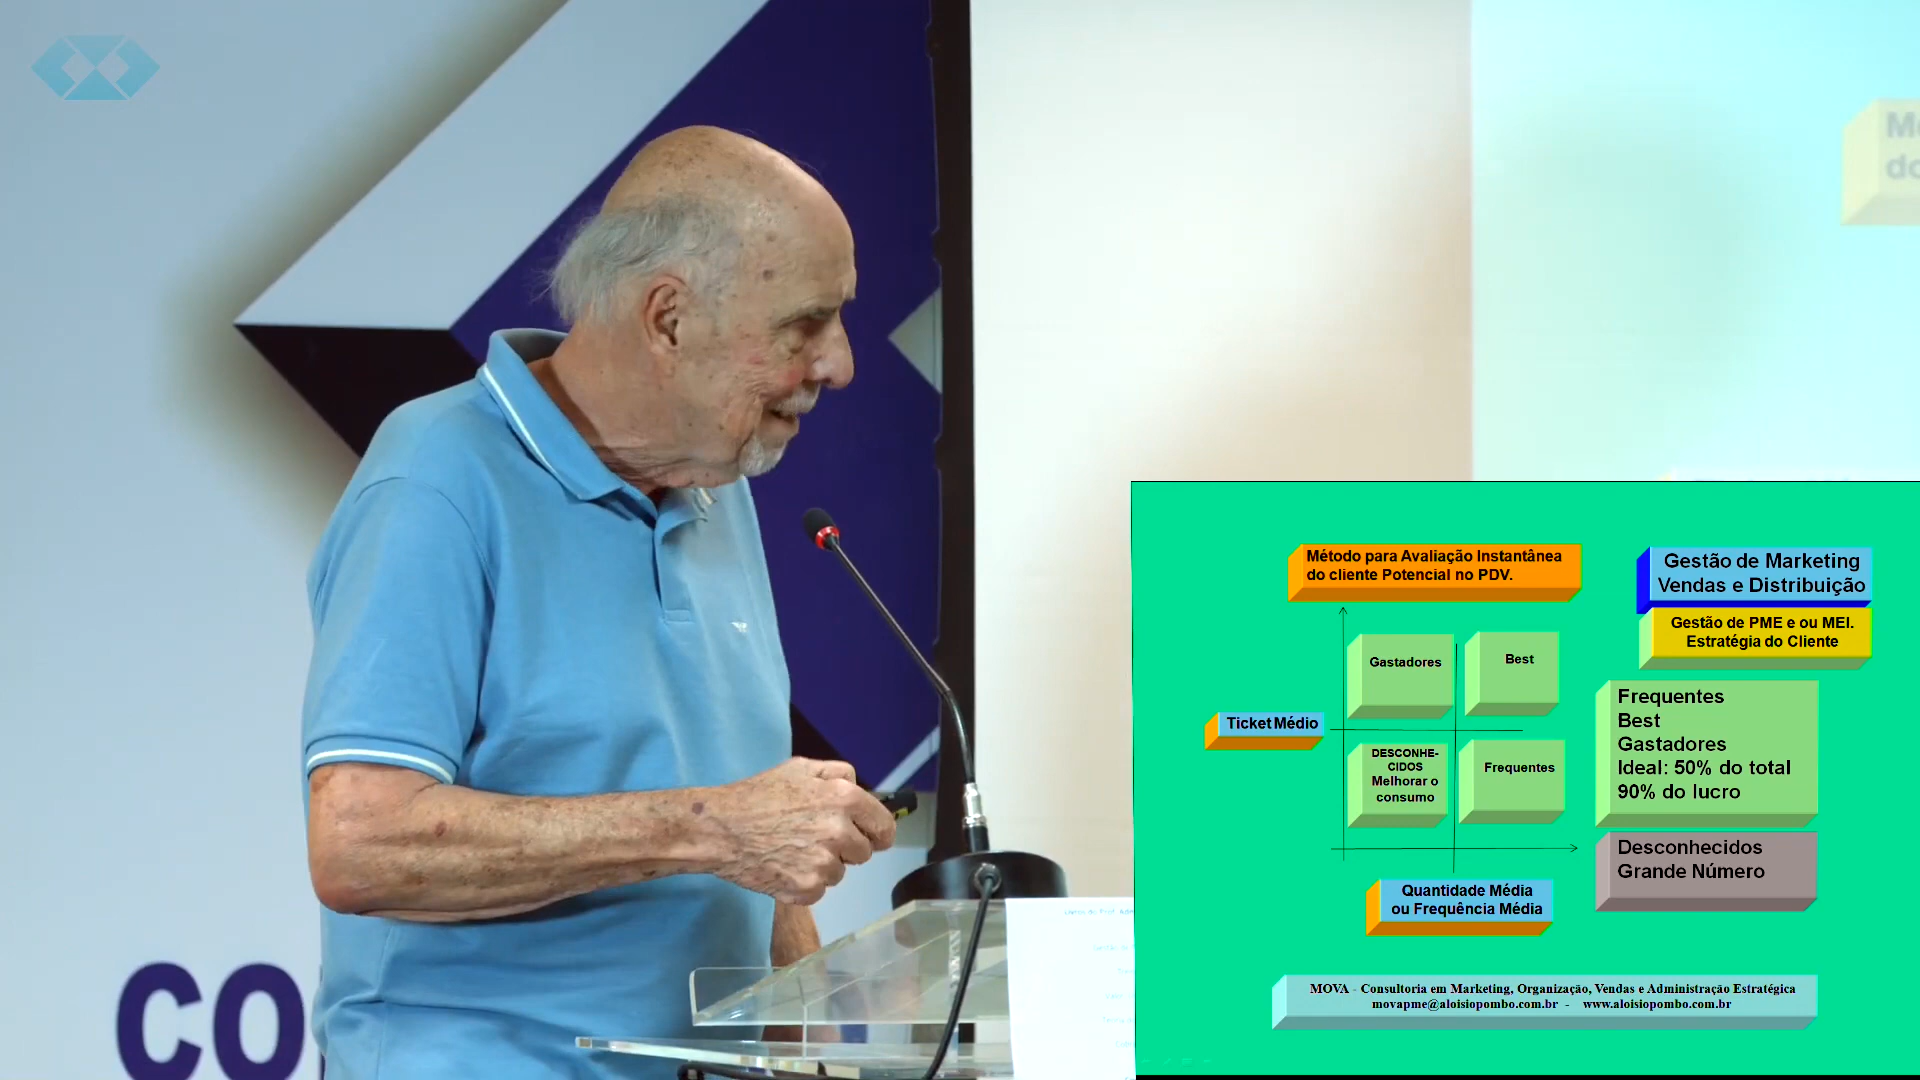 Mé
do
CO
Método para Avaliação Instantânea
do cliente Potencial no PDV.
Gestão de Marketing
Vendas e Distribuição
Gestão de PME e ou MEI.
Estratégia do Cliente
Gastadores
Best
Ticket Médio
DESCONHE-
CIDOS
Melhorar o
consumo
Frequentes
Frequentes
Best
Gastadores
Ideal: 50% do total
90% do lucro
Desconhecidos
Grande Número
Quantidade Média
ou Frequência Média
MOVA - Consultoria em Marketing, Organização, Vendas e Administração Estratégica
movapme@aloisiopombo.com.br - www.aloisiopombo.com.br